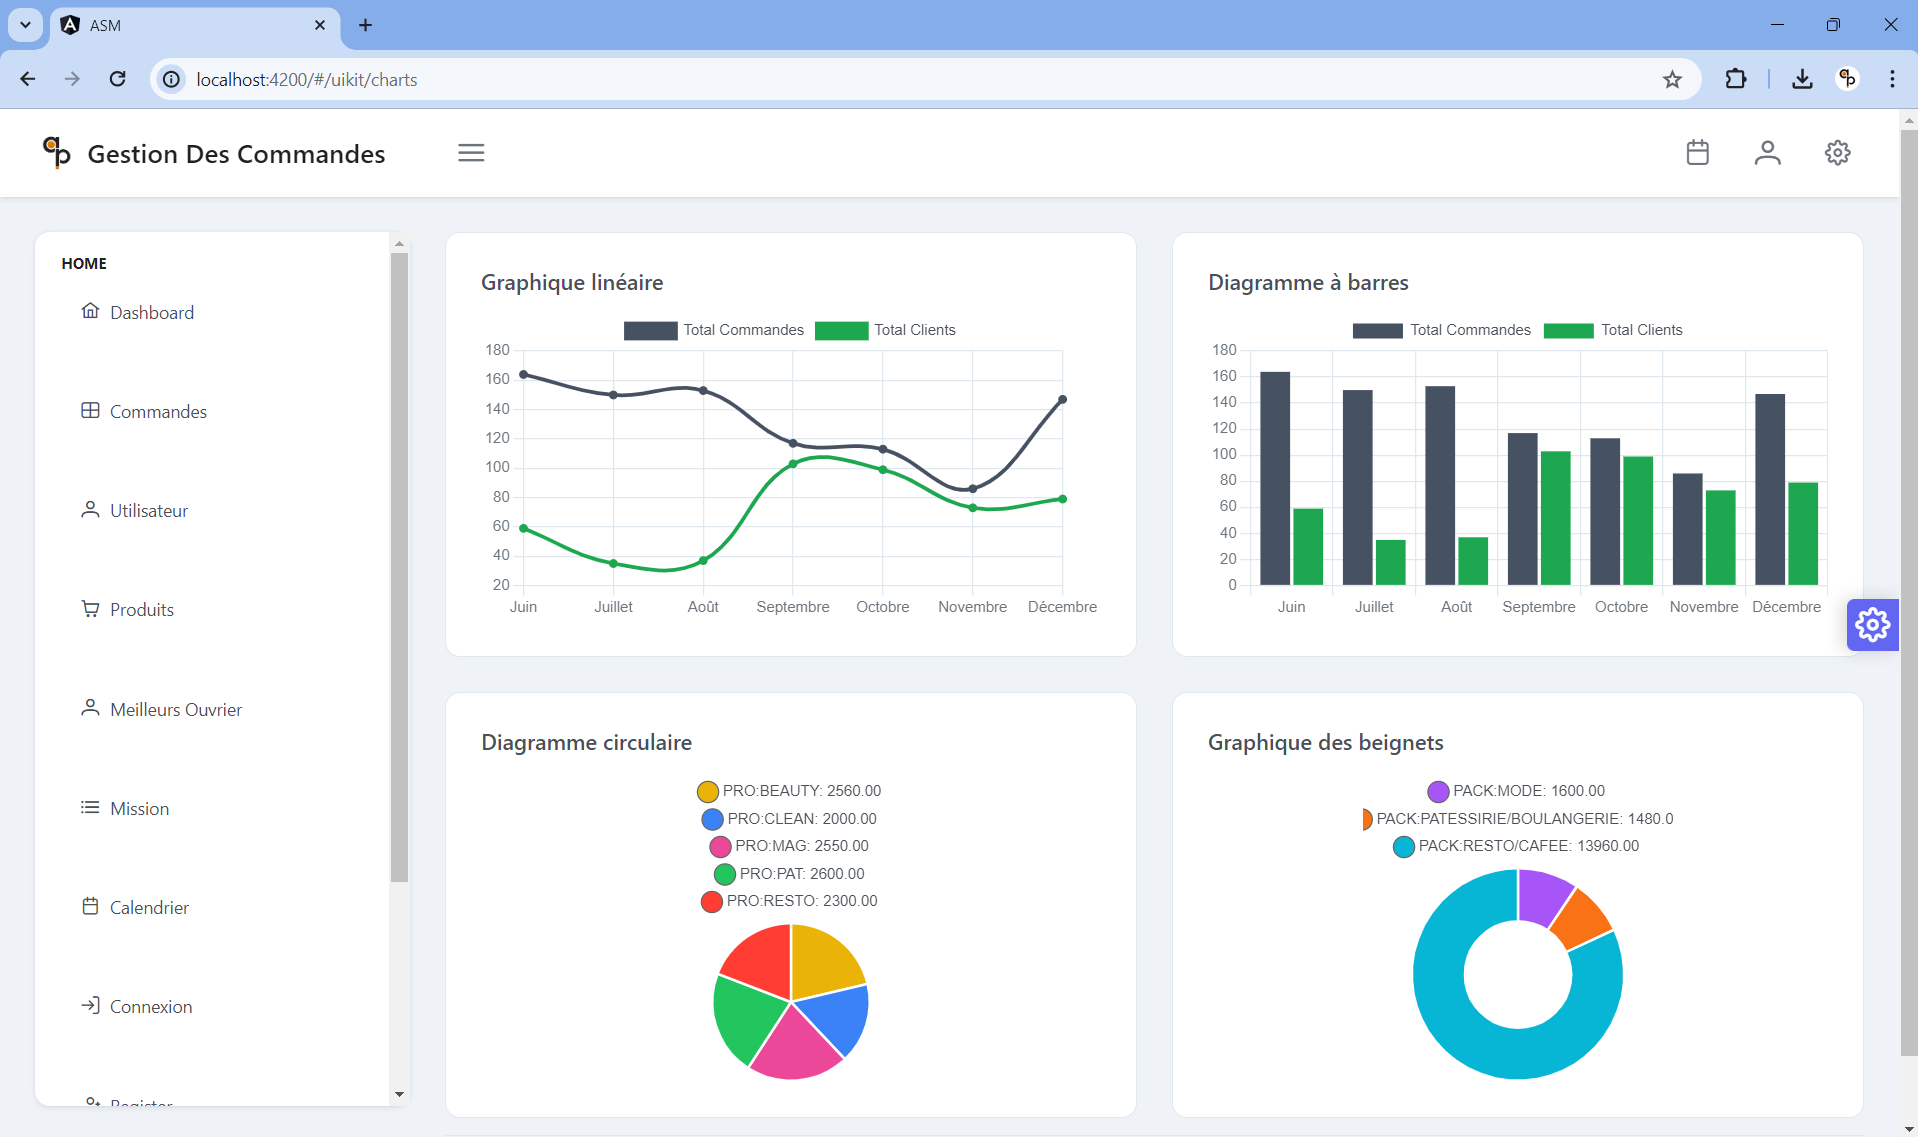 ASM
localhost:4200/#/uikit/charts
Gestion Des Commandes
HOME
Dashboard
Commandes
Utilisateur
Produits
Meilleurs Ouvrier
Mission
Calendrier
Connexion
Register
Graphique linéaire
Total Commandes Total Clients
180
160
140
120
100
80
60
40
20
Juin Juillet Août Septembre Octobre Novembre Décembre
Diagramme à barres
Total Commandes Total Clients
180
160
140
120
100
80
60
40
20
0
Juin Juillet Août Septembre Octobre Novembre Décembre
Diagramme circulaire
PRO:BEAUTY: 2560.00
PRO:CLEAN: 2000.00
PRO:MAG: 2550.00
PRO:PAT: 2600.00
PRO:RESTO: 2300.00
Graphique des beignets
PACK:MODE: 1600.00
PACK:PATESSIRIE/BOULANGERIE: 1480.0
PACK:RESTO/CAFEE: 13960.00